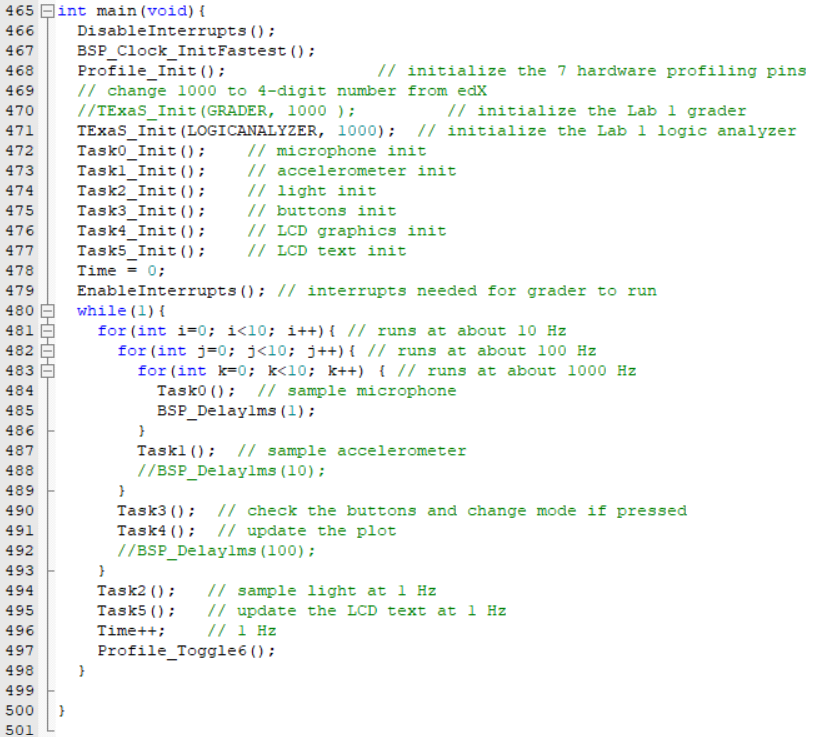 465 int main(void){
466 DisableInterrupts();
467 BSP_Clock_InitFastest();
468 Profile_Init(); // initialize the 7 hardware profiling pins
469 // change 1000 to 4-digit number from edX
470 //TExaS_Init(GRADER, 1000 ); // initialize the Lab 1 grader
471 TExaS_Init(LOGICANALYZER, 1000); // initialize the Lab 1 logic analyzer
472 Task0_Init(); // microphone init
473 Task1_Init(); // accelerometer init
474 Task2_Init(); // light init
475 Task3_Init(); // buttons init
476 Task4_Init(); // LCD graphics init
477 Task5_Init(); // LCD text init
478 Time = 0;
479 EnableInterrupts(); // interrupts needed for grader to run
480 while(1){
481 for(int i=0; i<10; i++){ // runs at about 10 Hz
482 for(int j=0; j<10; j++){ // runs at about 100 Hz
483 for(int k=0; k<10; k++) { // runs at about 1000 Hz
484 Task0(); // sample microphone
485 BSP_Delay1ms(1);
486 }
487 Task1(); // sample accelerometer
488 //BSP_Delay1ms(10);
489 }
490 Task3(); // check the buttons and change mode if pressed
491 Task4(); // update the plot
492 //BSP_Delay1ms(100);
493 }
494 Task2(); // sample light at 1 Hz
495 Task5(); // update the LCD text at 1 Hz
496 Time++; // 1 Hz
497 Profile_Toggle6();
498 }
499
500 }
501